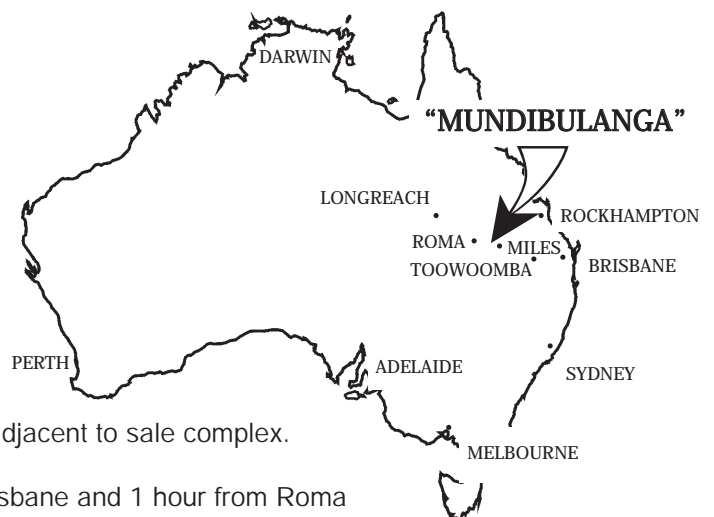 DARWIN
“MUNDIBULANGA”
LONGREACH
ROCKHAMPTON
ROMA
MILES
TOOWOOMBA
BRISBANE
PERTH
ADELAIDE
SYDNEY
djacent to sale complex.
MELBOURNE
sbane and 1 hour from Roma